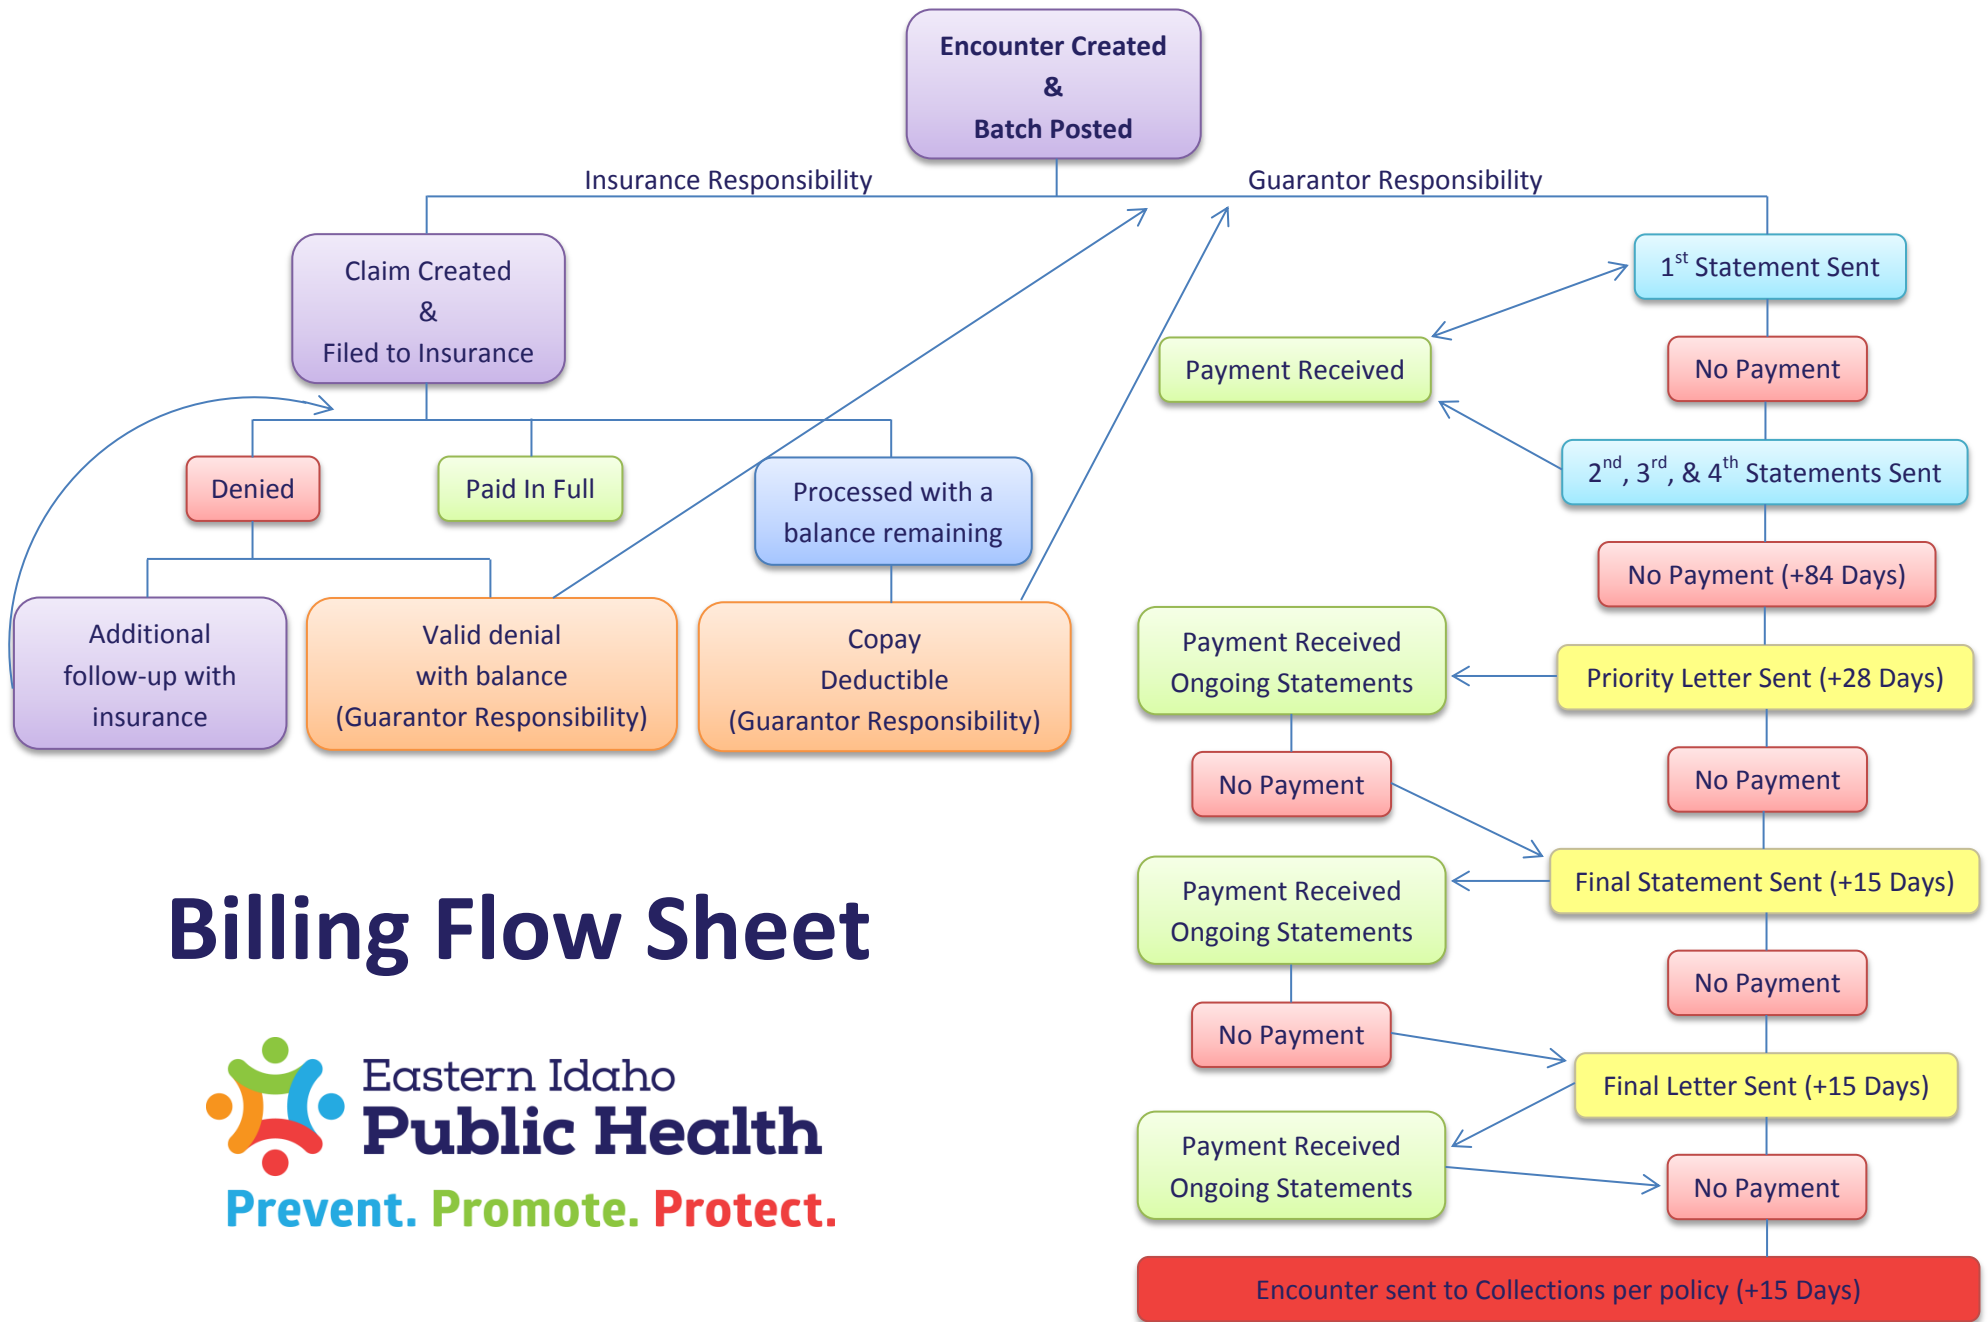 Encounter Created
&
Batch Posted
Insurance Responsibility
Guarantor Responsibility
Claim Created
&
Filed to Insurance
Denied
Paid In Full
Processed with a
balance remaining
Additional
follow-up with
insurance
Valid denial
with balance
(Guarantor Responsibility)
Copay
Deductible
(Guarantor Responsibility)
1st Statement Sent
Payment Received
No Payment
2nd, 3rd, & 4th Statements Sent
No Payment (+84 Days)
Priority Letter Sent (+28 Days)
Payment Received
Ongoing Statements
No Payment
No Payment
Final Statement Sent (+15 Days)
Payment Received
Ongoing Statements
No Payment
No Payment
Final Letter Sent (+15 Days)
Payment Received
Ongoing Statements
No Payment
Encounter sent to Collections per policy (+15 Days)
Billing Flow Sheet
Eastern Idaho
Public Health
Prevent. Promote. Protect.